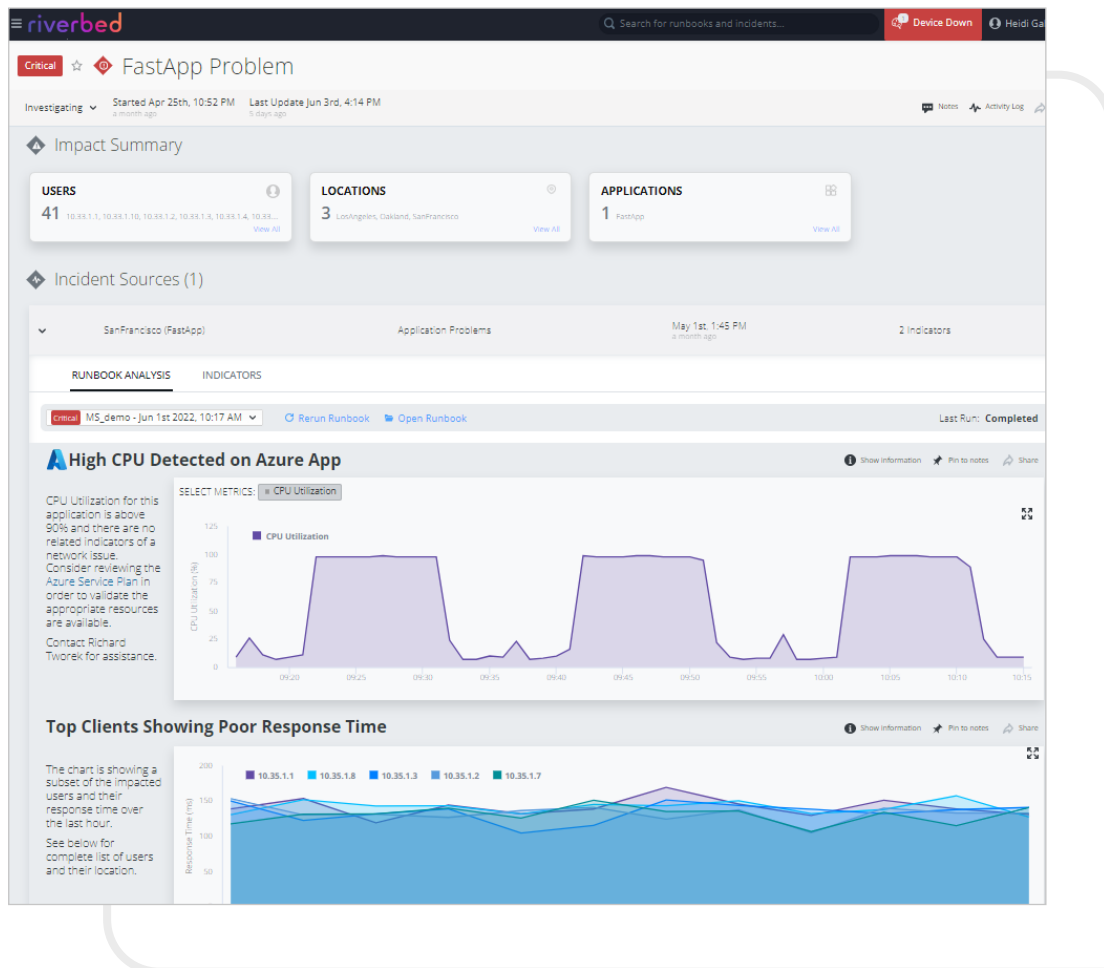 riverbed
Search for runbooks and incidents...
1
Device Down
Heidi Gal
Critical
FastApp Problem
Investigating
Started Apr 25th, 10:52 PM
Last Update Jun 3rd, 4:14 PM
a month ago
5 days ago
Notes
Activity Log
Impact Summary
USERS
41 10.33.1.1, 10.33.1.10, 10.33.1.2, 10.33.1.3, 10.33.1.4, 10.33...
View All
LOCATIONS
3 LosAngeles, Oakland, SanFrancisco
View All
APPLICATIONS
1 FastApp
View All
Incident Sources (1)
SanFrancisco (FastApp)
Application Problems
May 1st, 1:45 PM
a month ago
2 Indicators
RUNBOOK ANALYSIS
INDICATORS
Critical MS_demo - Jun 1st 2022, 10:17 AM
Rerun Runbook
Open Runbook
Last Run: Completed
High CPU Detected on Azure App
Show information
Pin to notes
Share
CPU Utilization for this
application is above
90% and there are no
related indicators of a
network issue.
Consider reviewing the
Azure Service Plan in
order to validate the
appropriate resources
are available.
Contact Richard
Tworek for assistance.
SELECT METRICS: CPU Utilization
CPU Utilization
CPU Utilization (%)
125
100
75
50
25
0
09:20 09:25 09:30 09:35 09:40 09:45 09:50 09:55 10:00 10:05 10:10 10:15
Top Clients Showing Poor Response Time
Show information
Pin to notes
Share
The chart is showing a
subset of the impacted
users and their
response time over
the last hour.
See below for
complete list of users
and their location.
10.35.1.1 10.35.1.8 10.35.1.3 10.35.1.2 10.35.1.7
Response Time (ms)
200
150
100
50